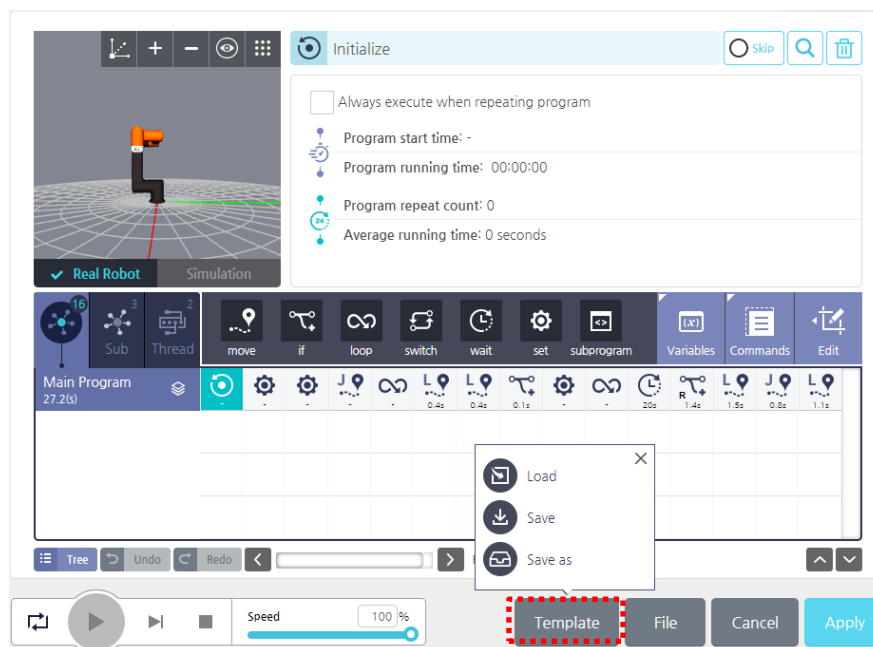 Initialize
Skip
Always execute when repeating program
Program start time: -
Program running time: 00:00:00
24
Program repeat count: 0
Average running time: 0 seconds
Real Robot
Simulation
16
3
Sub
2
Thread
move
if
loop
switch
wait
set
subprogram
(x)
Variables
Commands
Edit
Main Program
27.2(s)
- - - J - - L 0.4s L 0.4s 0.1s - - 20s R 1.4s L 1.5s J 0.8s L 1.1s
Load
Save
Save as
Tree
Undo
Redo
Speed
100 %
Template
File
Cancel
Apply